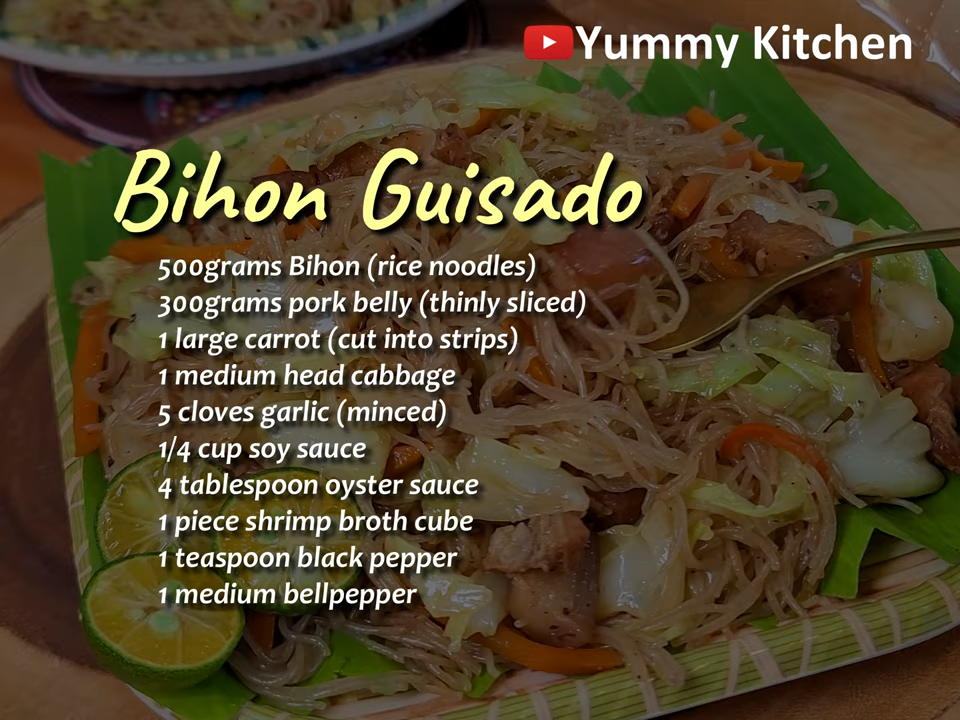 Yummy Kitchen
Bihon Guisado
500grams Bihon (rice noodles)
300grams pork belly (thinly sliced)
1 large carrot (cut into strips)
1 medium head cabbage
5 cloves garlic (minced)
1/4 cup soy sauce
4 tablespoon oyster sauce
1 piece shrimp broth cube
1 teaspoon black pepper
1 medium bellpepper